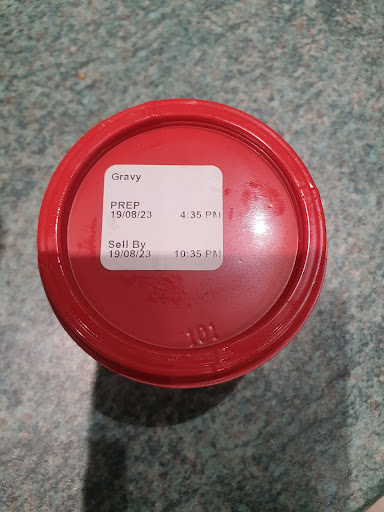 Gravy
PREP
19/08/23 4:35 PM
Sell By
19/08/23 10:35 PM
101